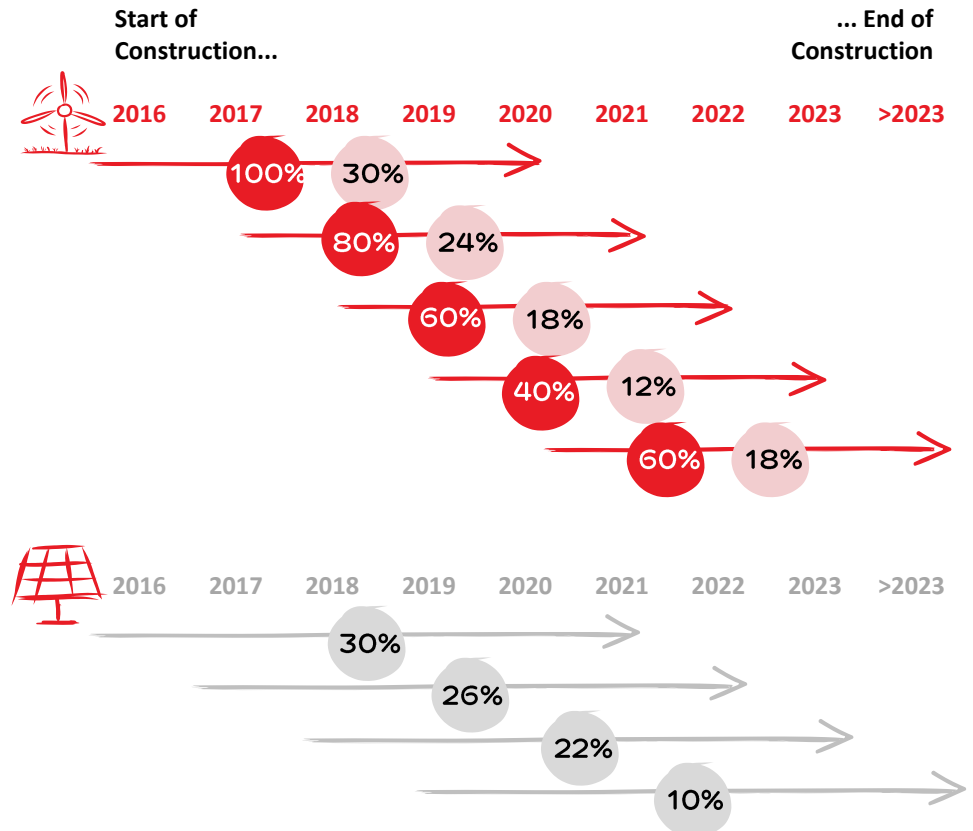 Start of
Construction...
... End of
Construction
2016 2017 2018 2019 2020 2021 2022 2023 >2023
100% 30%
80% 24%
60% 18%
40% 12%
60% 18%
2016 2017 2018 2019 2020 2021 2022 2023 >2023
30%
26%
22%
10%